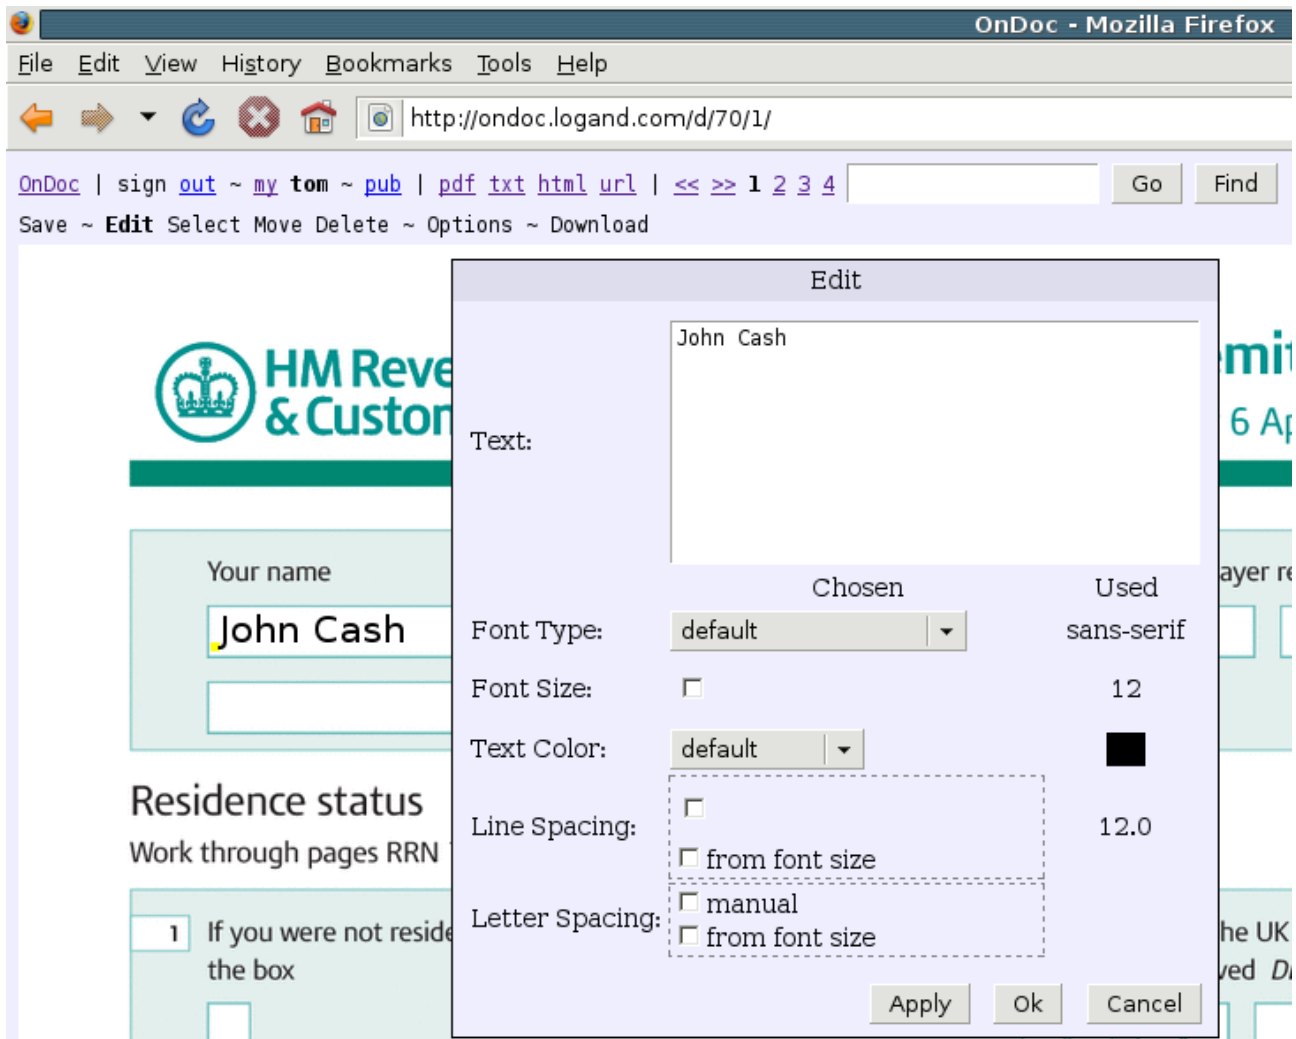 OnDoc - Mozilla Firefox
File Edit View History Bookmarks Tools Help
http://ondoc.logand.com/d/70/1/
OnDoc | sign out ~ my tom ~ pub | pdf txt html url | << >> 1 2 3 4 Go Find
Save ~ Edit Select Move Delete ~ Options ~ Download
Edit
John Cash
HM Reve
& Custom
mit
6 Ap
Text:
Your name
ayer re
Chosen Used
John Cash
Font Type: default sans-serif
Font Size: 12
Text Color: default
Residence status
Line Spacing: 12.0
Work through pages RRN
from font size
manual
Letter Spacing:
1 If you were not reside
he UK
from font size
the box
ved
Apply Ok Cancel